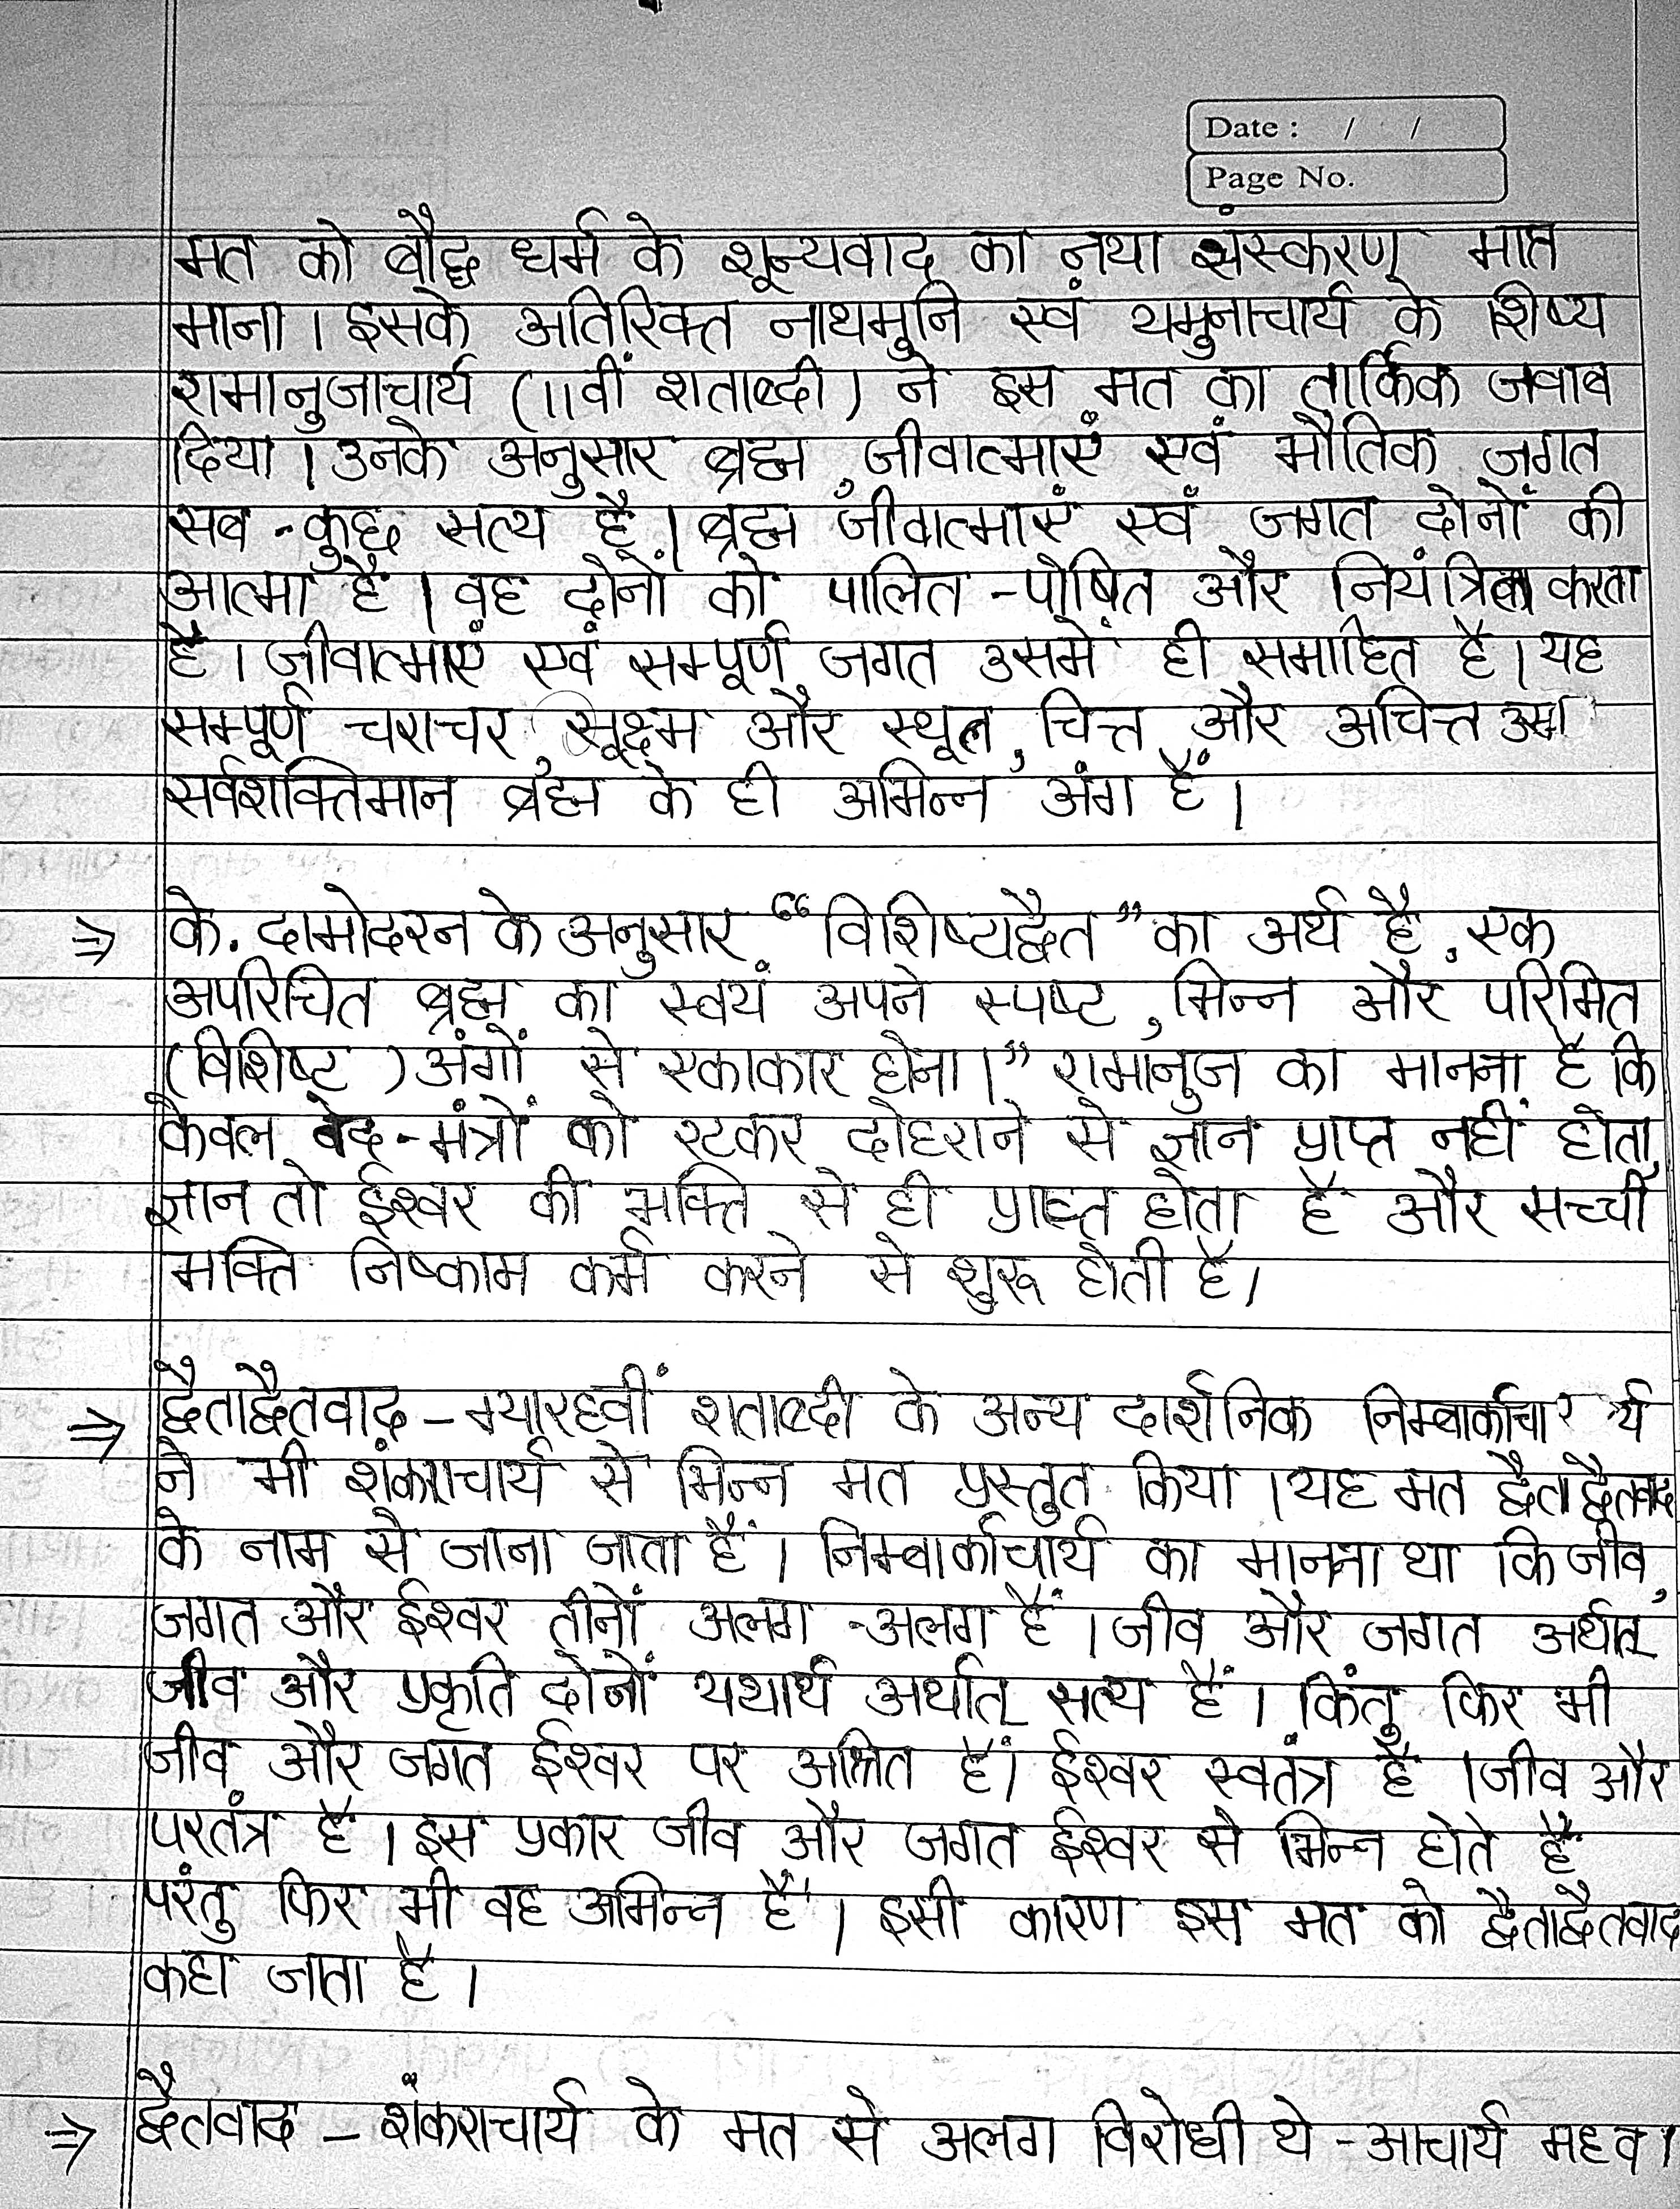 Date : / /
Page No.
मत को बौद्ध धर्म के शून्यवाद का नया संस्करण मात
माना। इसके अतिरिक्त नाथमुनि एवं यमुनाचार्य के शिष्य
रामानुजाचार्य (11वीं शताब्दी) ने इस मत का तार्किक जवाब
दिया। उनके अनुसार ब्रह्म, जीवात्माएं एवं भौतिक जगत
सब-कुछ सत्य है। ब्रह्म, जीवात्माएं एवं जगत दोनों की
आत्मा है। वह दोनों को पालित-पोषित और नियंत्रित करता
है। जीवात्माएं एवं सम्पूर्ण जगत उसमें ही समाहित है। यह
सम्पूर्ण चराचर, सूक्ष्म और स्थूल, चित्त और अचित्त उस
सर्वशक्तिमान ब्रह्म के ही अभिन्न अंग हैं।
⇒ के. दामोदरन के अनुसार "विशिष्यद्वैत" का अर्थ है, एक
अपरिचित ब्रह्म का स्वयं अपने स्पष्ट, भिन्न और परिमित
(विशिष्ट) अंगों से एकाकार होना।" रामानुज का मानना है कि
केवल वेद-मंत्रों को रटकर दोहराने से ज्ञान प्राप्त नहीं होता,
ज्ञान तो ईश्वर की भक्ति से ही प्राप्त होता है और सच्ची
भक्ति निष्काम कर्म करने से शुरू होती है।
⇒ द्वैताद्वैतवाद - ग्यारहवीं शताब्दी के अन्य दार्शनिक निम्बार्काचार र्य
ने भी शंकराचार्य से भिन्न मत प्रस्तुत किया। यह मत द्वैताद्वैतवाद
के नाम से जाना जाता हैं। निम्बार्काचार्य का मानना था कि जीव,
जगत और ईश्वर तीनों अलग-अलग हैं। जीव और जगत अर्थात्
जीव और प्रकृति दोनों यथार्थ अर्थात् सत्य हैं। किंतु फिर भी
जीव और जगत ईश्वर पर अश्रित हैं। ईश्वर स्वतंत्र है। जीव और
परतंत्र है। इस प्रकार जीव और जगत ईश्वर से भिन्न होते हैं
परंतु फिर भी वह अभिन्न हैं। इसी कारण इस मत को द्वैताद्वैतवाद
कहा जाता है।
⇒ द्वैतवाद - शंकराचार्य के मत से अलग विरोधी थे - आचार्य महव।